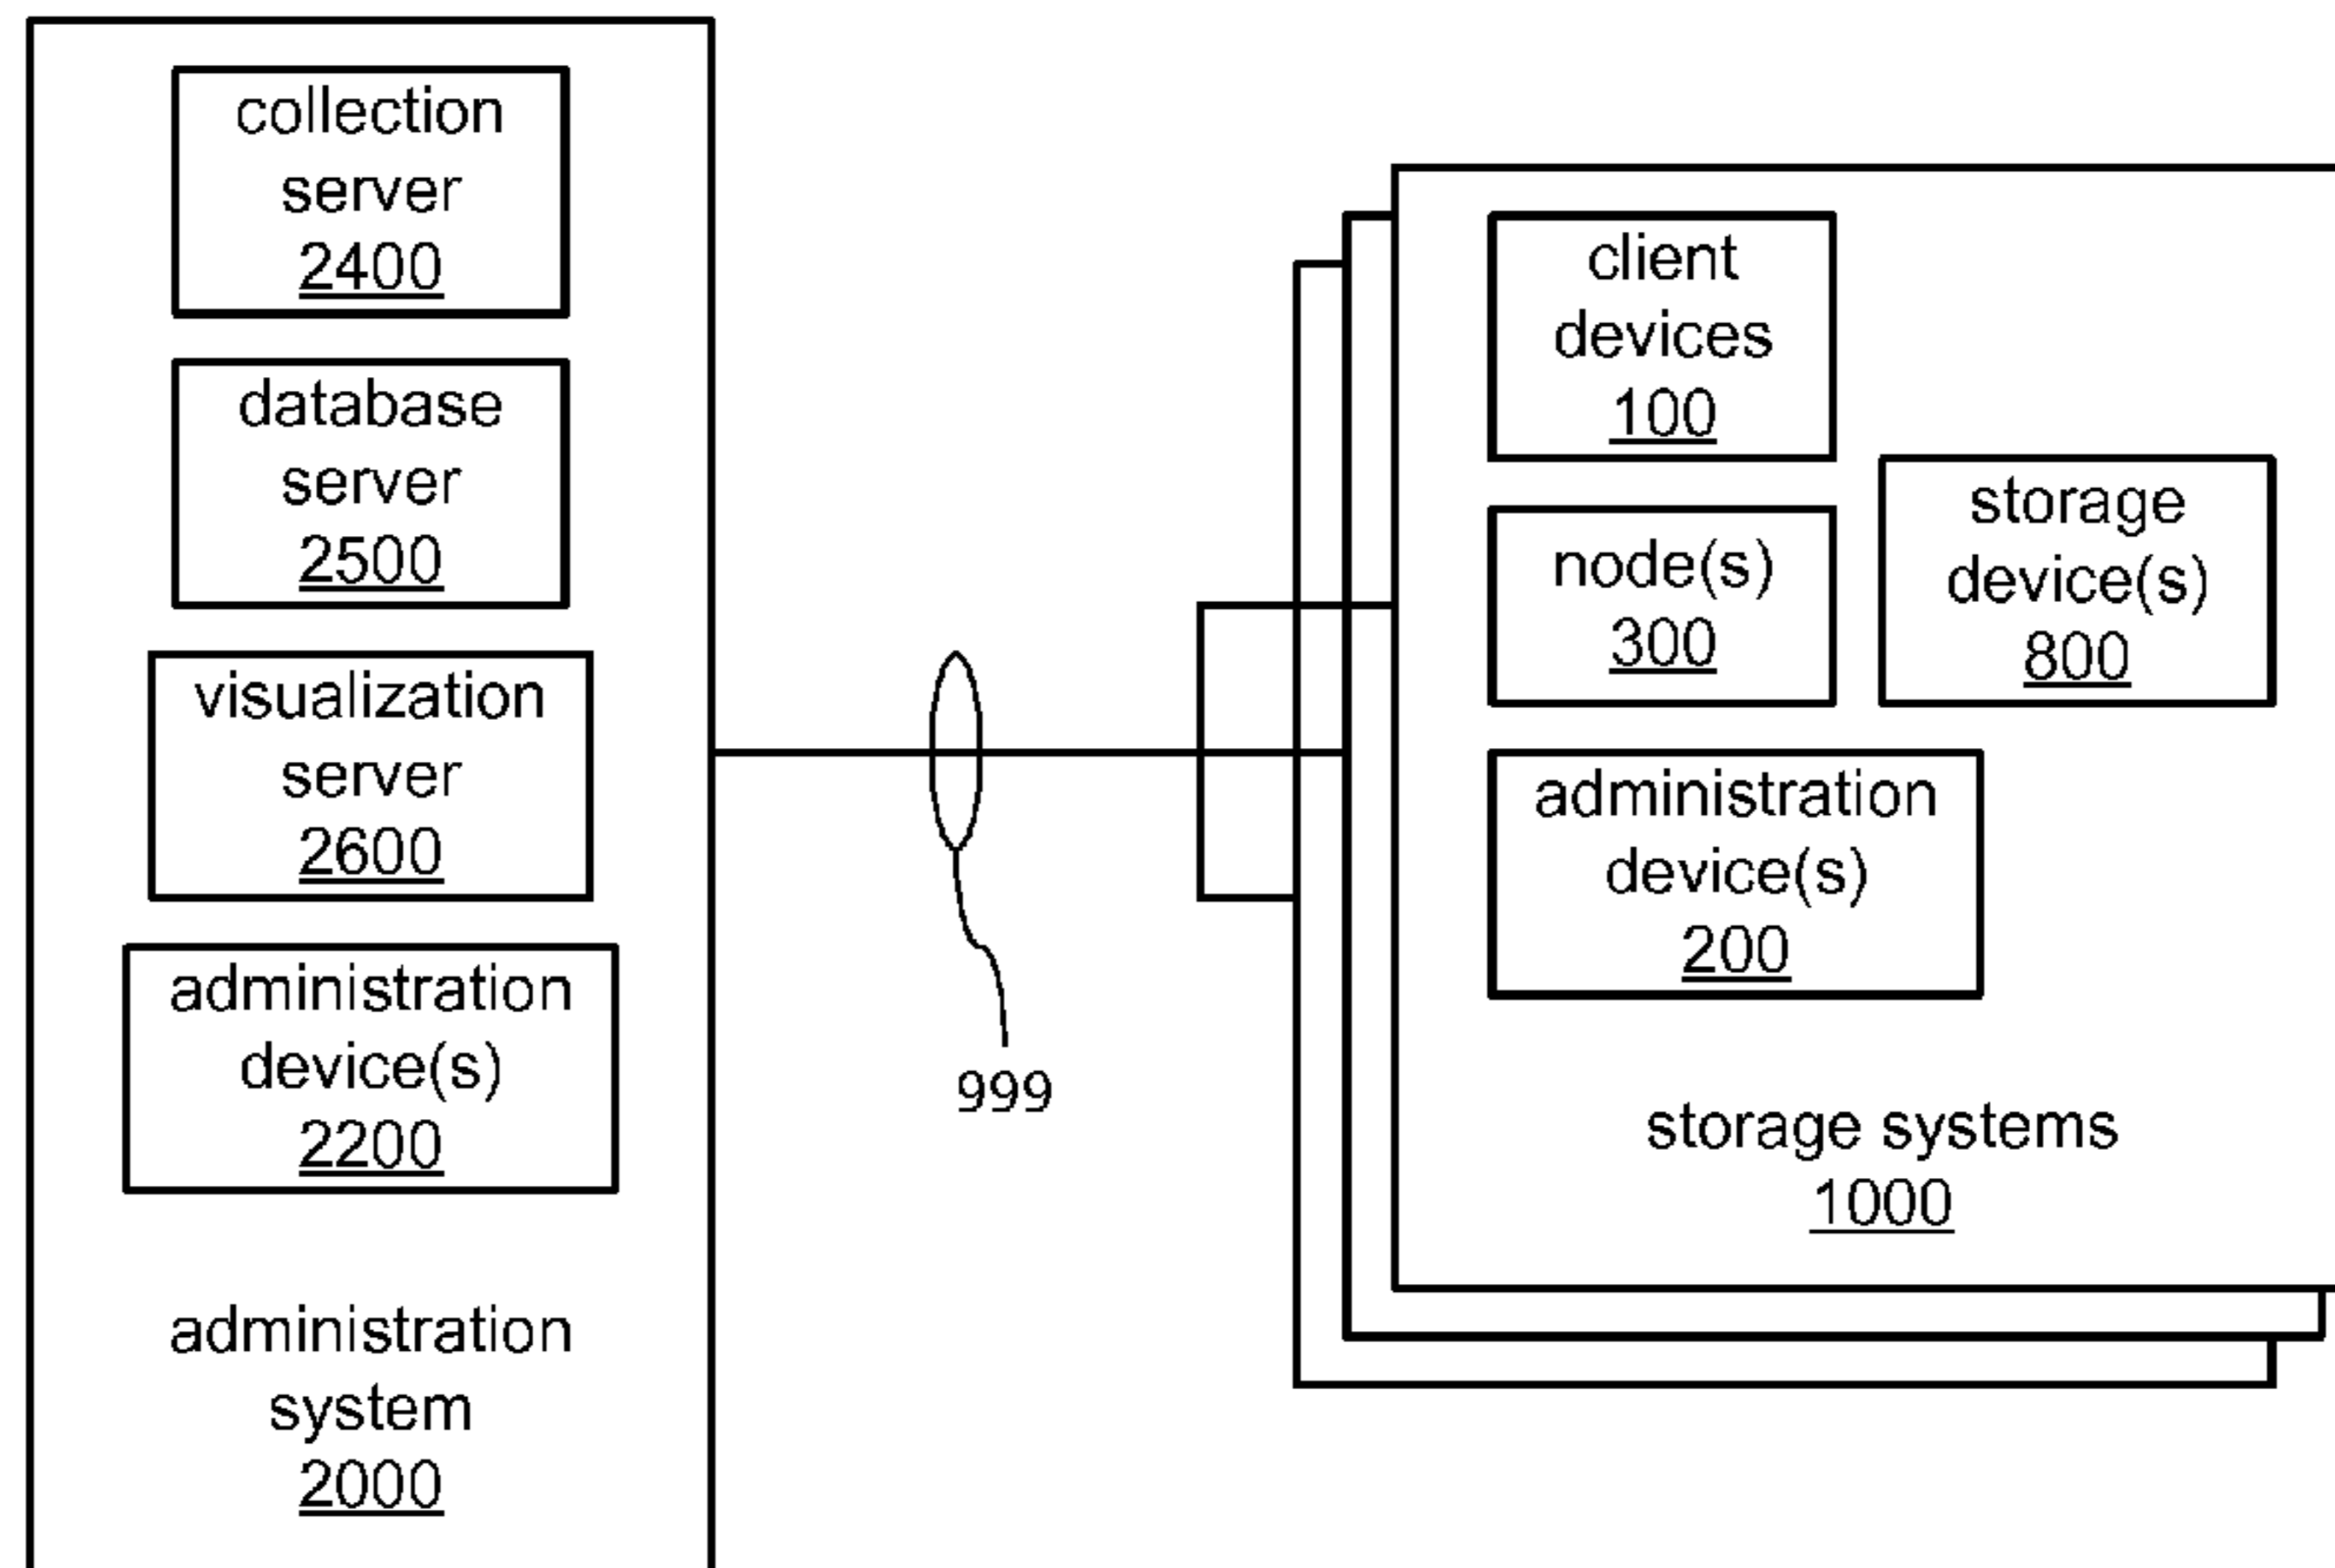 collection
server
2400
database
server
2500
visualization
server
2600
administration
device(s)
2200
administration
system
2000
999
client
devices
100
node(s)
300
storage
device(s)
800
administration
device(s)
200
storage systems
1000